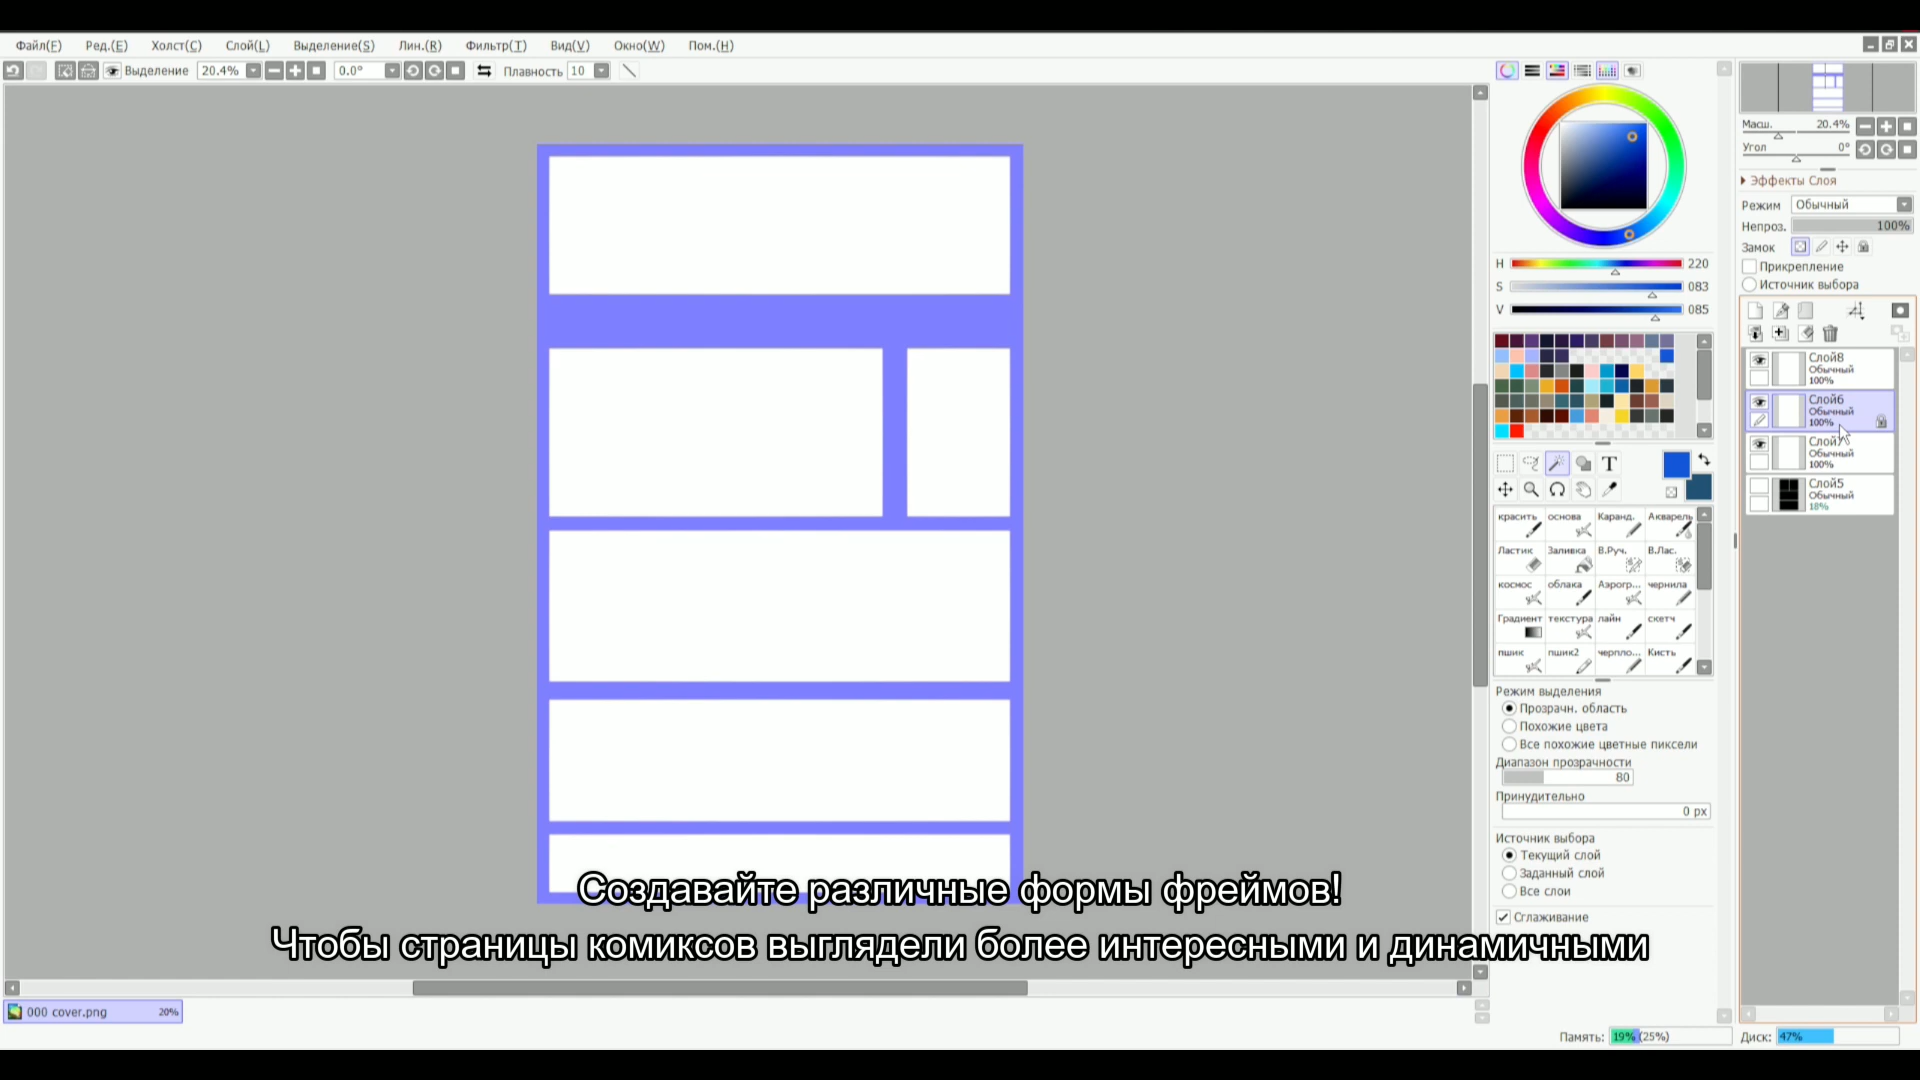 Файл(F) Ред.(E) Холст(C) Слой(L) Выделение(S) Лин.(R) Фильтр(T) Вид(V) Окно(W) Пом.(H)
Выделение 20.4% 0.0° Плавность 10
Масш. 20.4%
Угол 0°
Эффекты Слоя
Режим Обычный
Непроз. 100%
Замок
Прикрепление
Источник выбора
H 220
S 083
V 085
Слой8
Обычный
100%
Слой6
Обычный
100%
Слой7
Обычный
100%
Слой5
Обычный
18%
T
красить основа Каранд. Акварель
Ластик Заливка В.Руч. В.Лас.
космос облака Аэрогр... чернила
Градиент текстура лайн скетч
пшик пшик2 черпло... Кисть
Режим выделения
Прозрачн. область
Похожие цвета
Все похожие цветные пиксели
Диапазон прозрачности
80
Принудительно
0 px
Источник выбора
Текущий слой
Заданный слой
Все слои
Сглаживание
Создавайте различные формы фреймов!
Чтобы страницы комиксов выглядели более интересными и динамичными
000 cover.png 20%
Память: 19% (25%) Диск: 47%